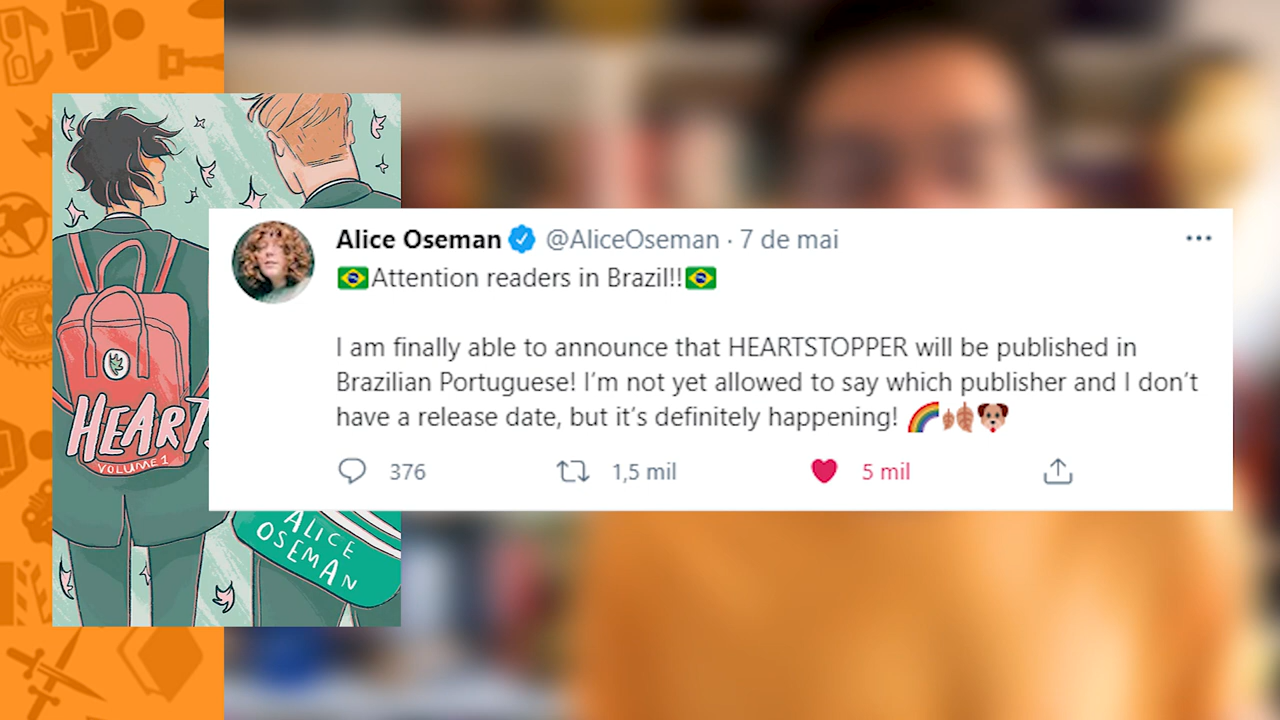 Alice Oseman @AliceOseman · 7 de mai
🇧🇷Attention readers in Brazil!!🇧🇷
I am finally able to announce that HEARTSTOPPER will be published in
Brazilian Portuguese! I’m not yet allowed to say which publisher and I don’t
have a release date, but it’s definitely happening! 🌈🍂🐶
376 1,5 mil 5 mil
HEART
VOLUME 1
ALICE
OSEMAN